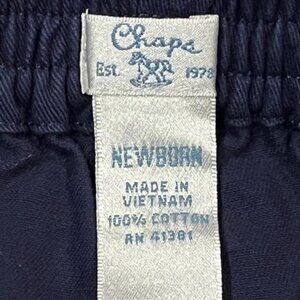 Chaps
Est. 1978
NEWBORN
MADE IN
VIETNAM
100% COTTON
RN 41381